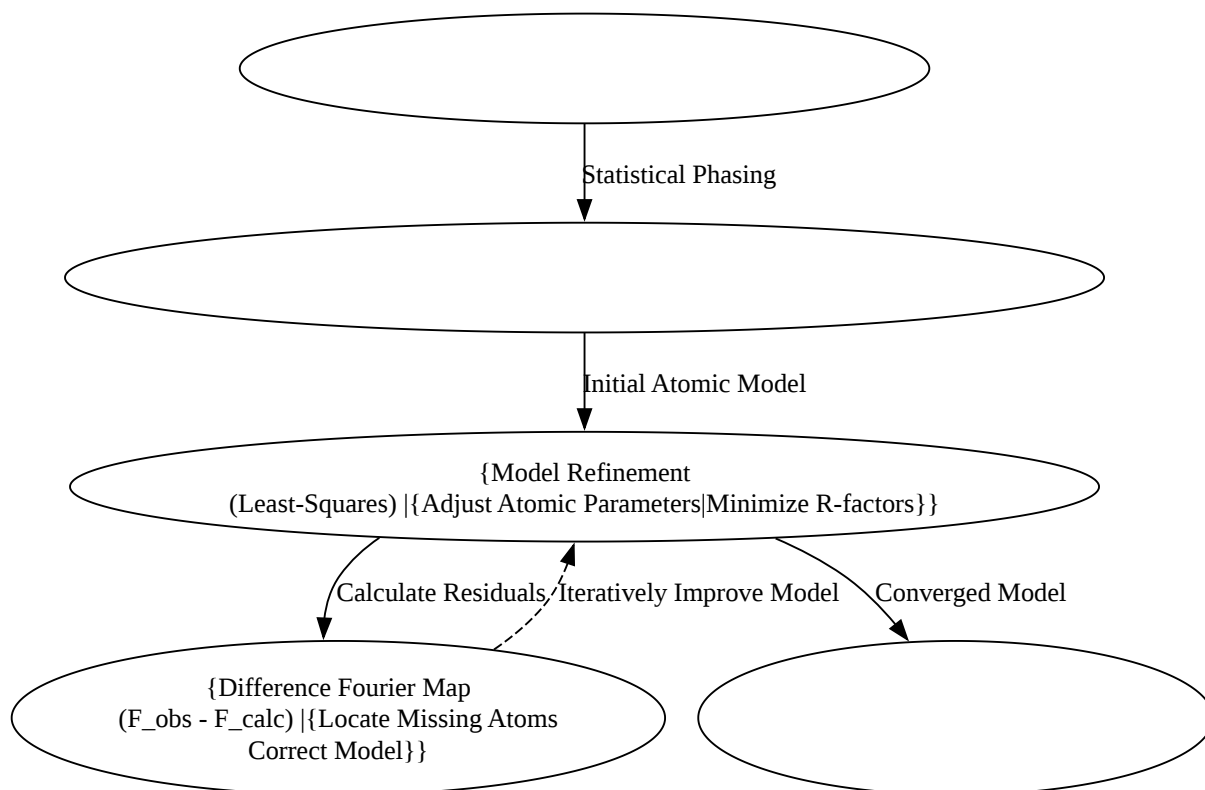 Statistical Phasing
Initial Atomic Model
{Model Refinement
(Least-Squares) |{Adjust Atomic Parameters|Minimize R-factors}}
Calculate Residuals
Iteratively Improve Model
Converged Model
{Difference Fourier Map
(F_obs - F_calc) |{Locate Missing Atoms
Correct Model}}